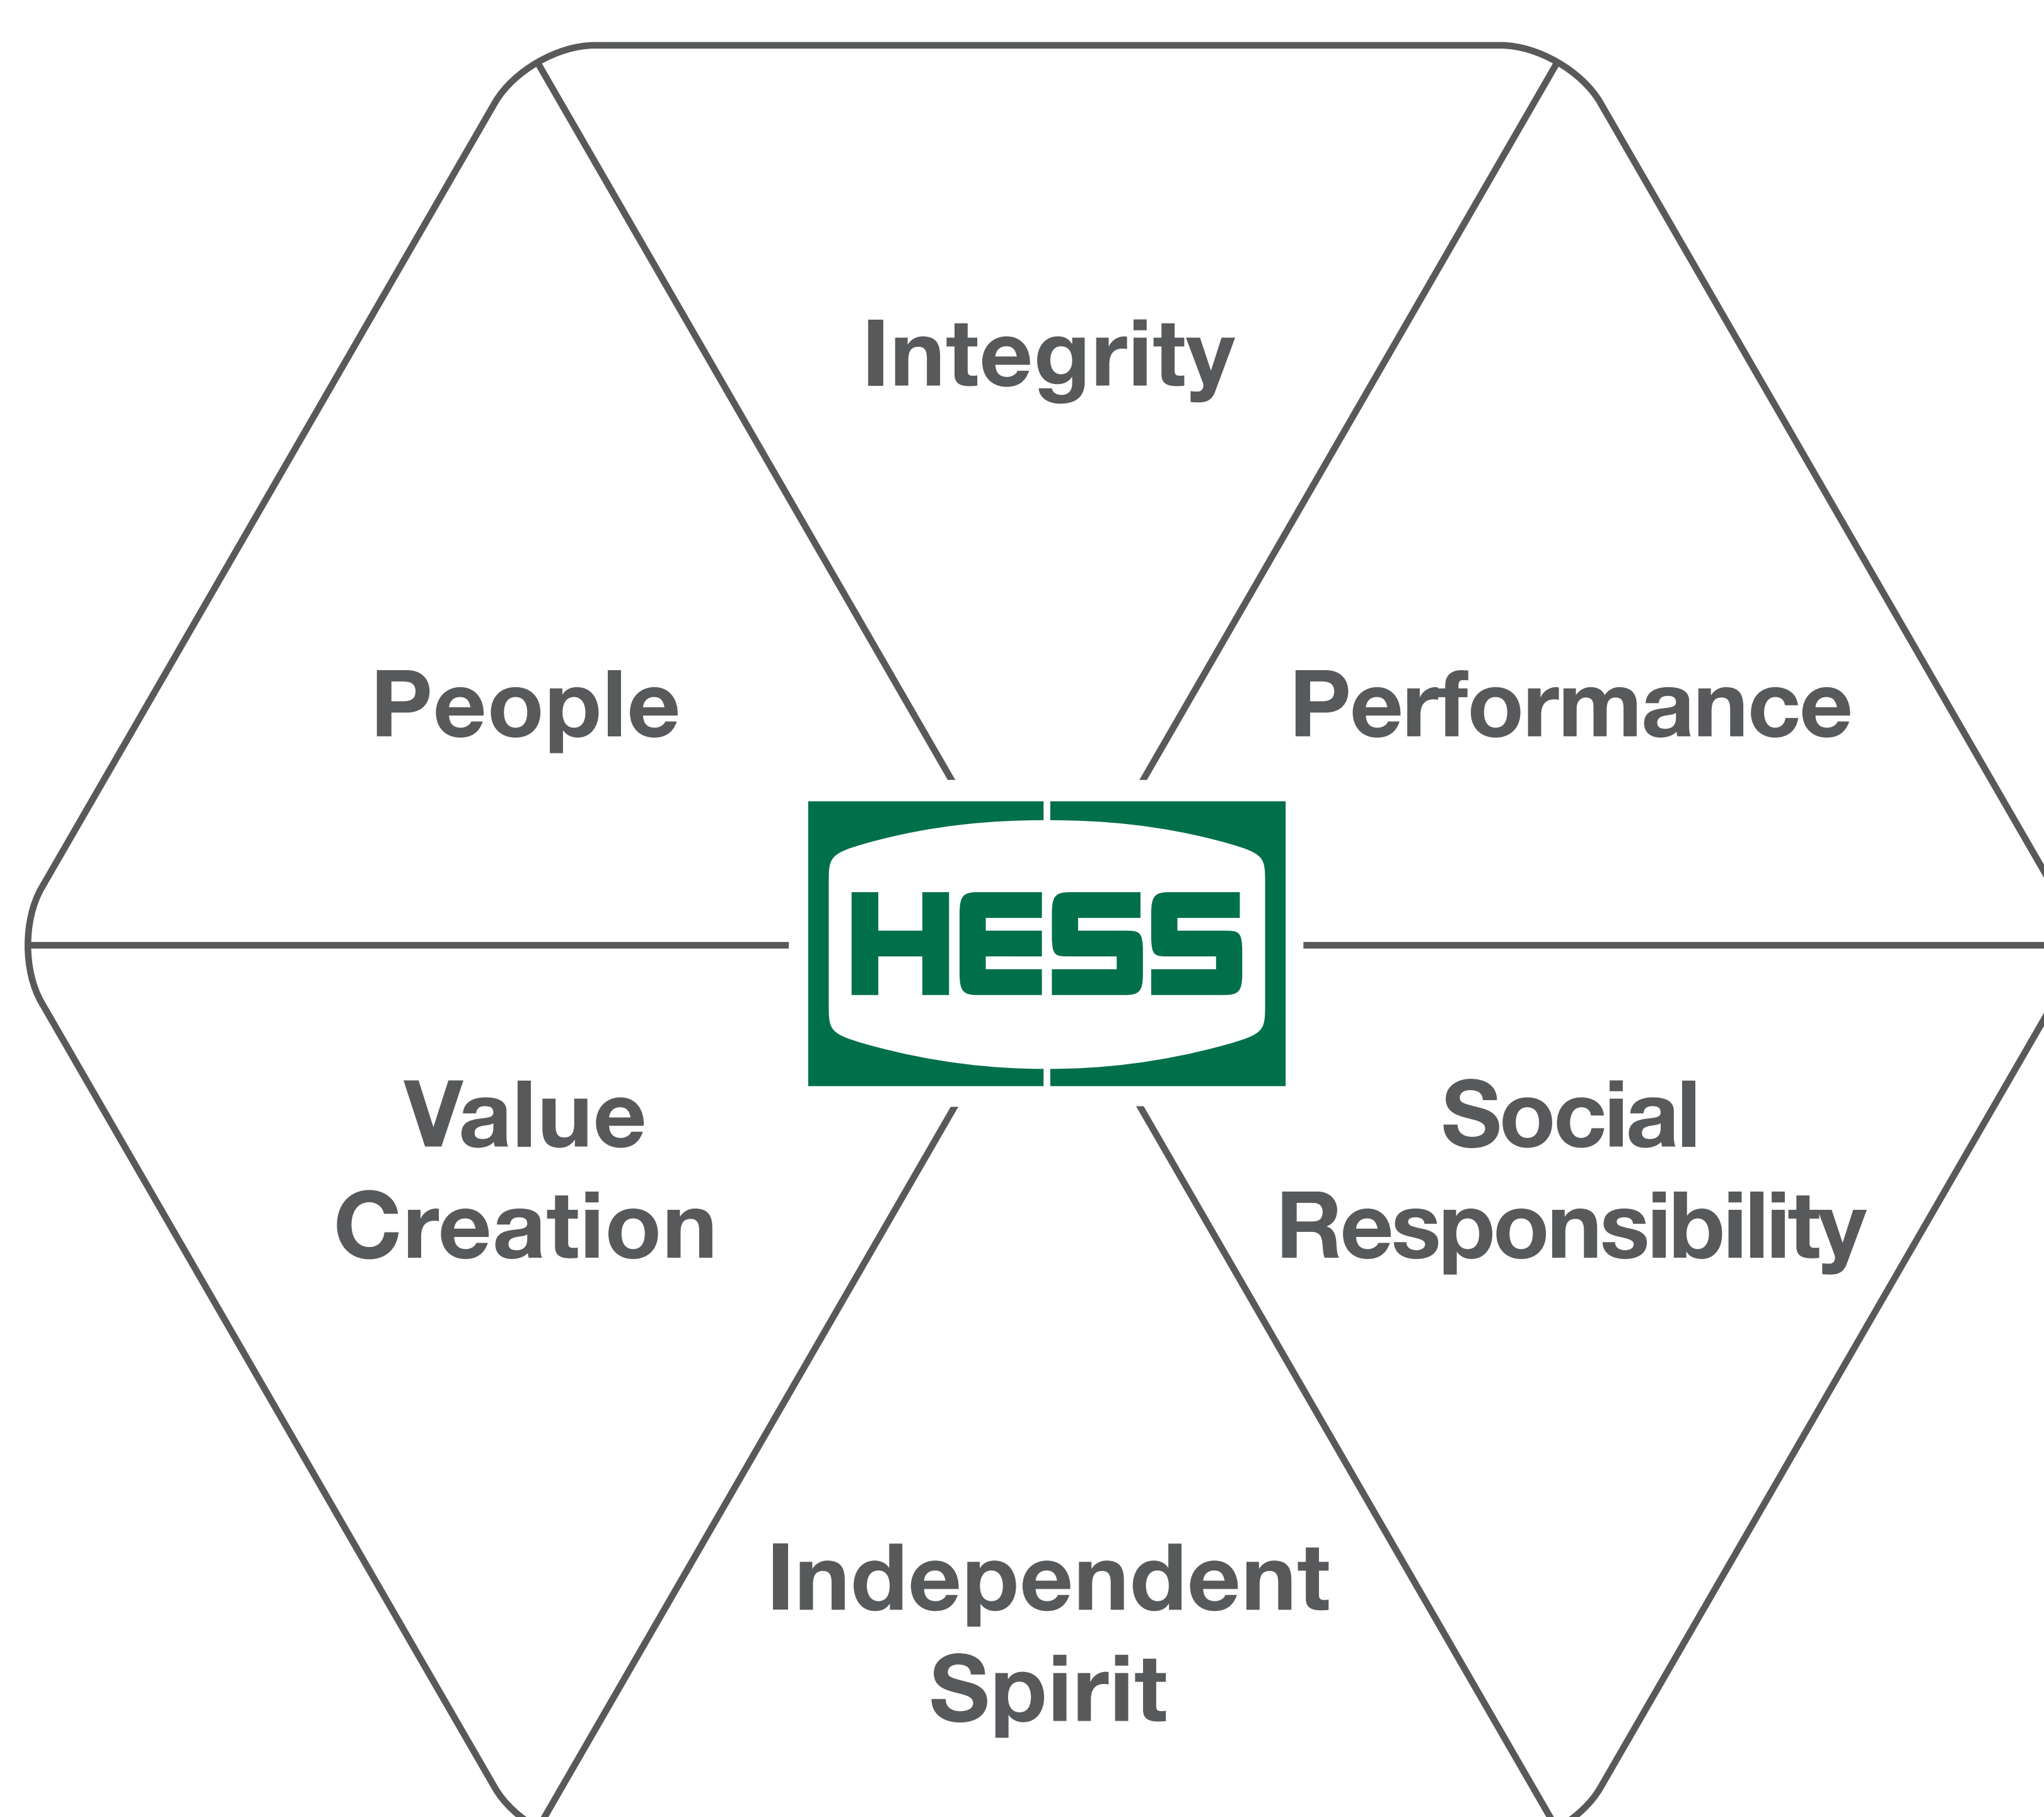 Integrity
People
Performance
HESS
Value
Creation
Social
Responsibility
Independent
Spirit